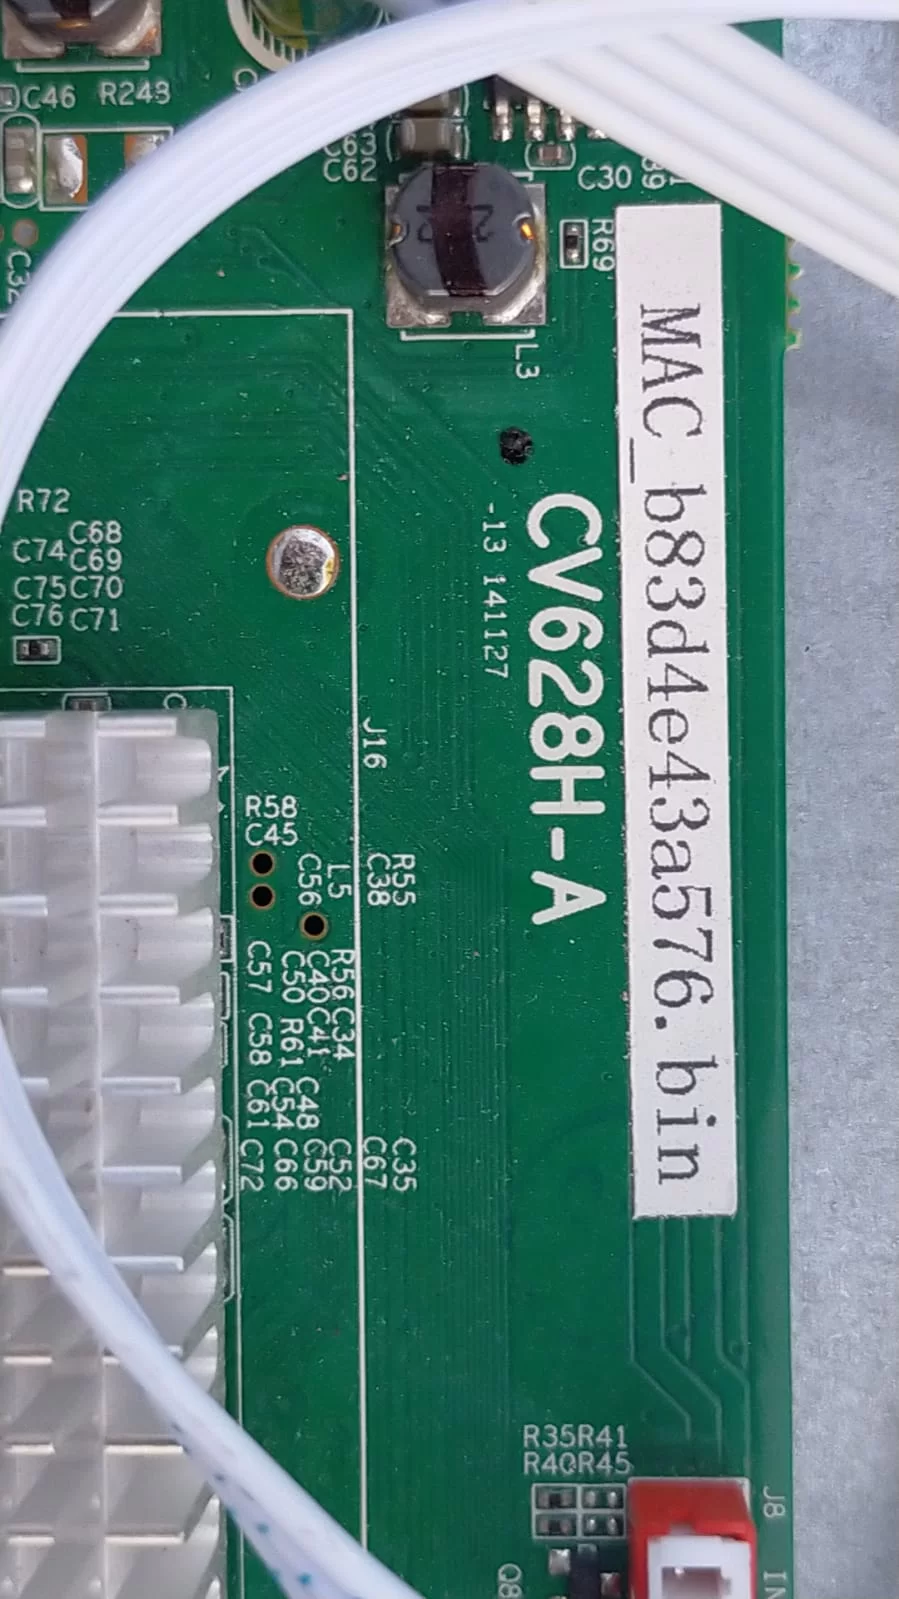 C46 R248
C63
C62
C30
R69
C32
L3
MAC_b83d4e43a576.bin
CV628H-A
-13 141127
R72
C68
C74 C69
C75 C70
C76 C71
J16
R58
C45
R55
C38
L5
C56
R56 C34
C40 C41
C50 R61
C57 C58 C61 C72
C48
C54 C66
C59
C52
C35
C67
R35 R41
R40 R45
J8
Q8